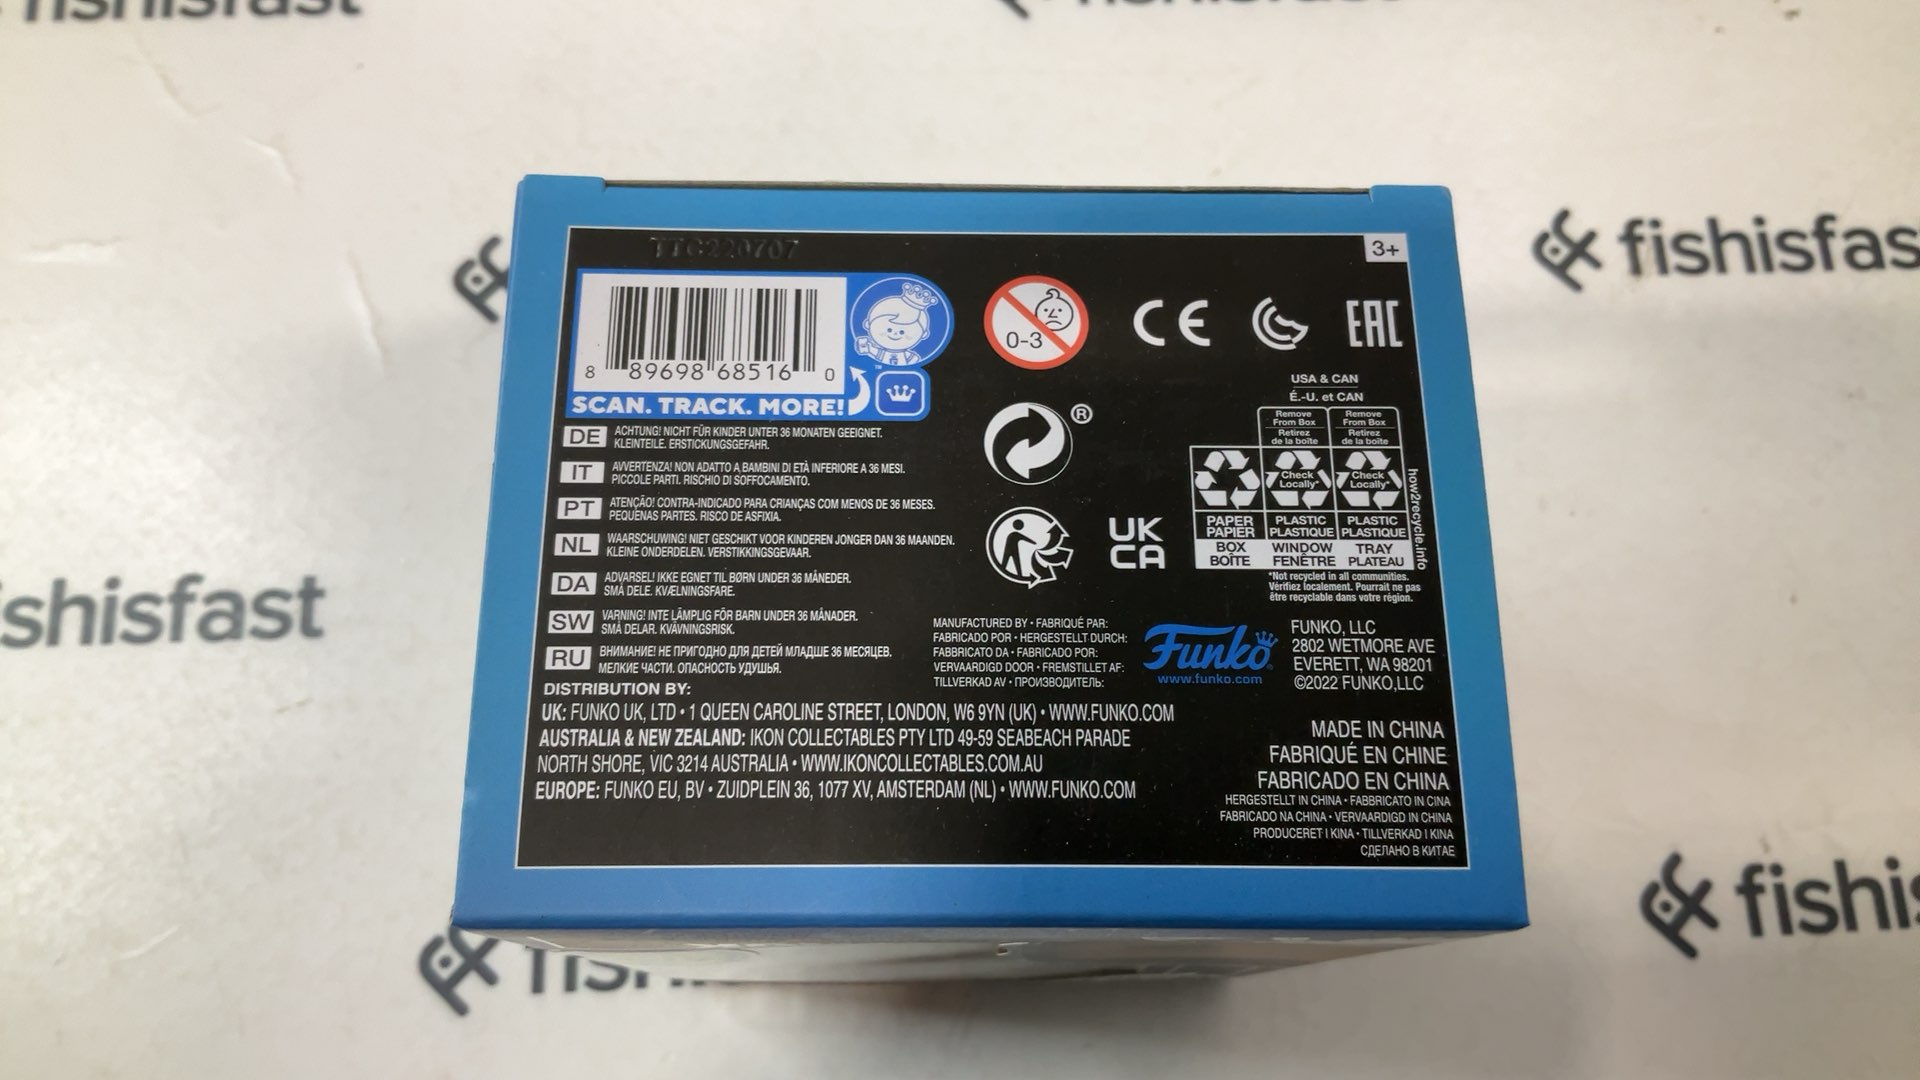 fishisfast
fishisfast
fishisfast
TTC220707
3+
8 89698 68516 0
SCAN. TRACK. MORE!
™
0-3
CE
EAC
®
UK
CA
USA & CAN
É.-U. et CAN
Remove From Box
Retirez de la boîte
Remove From Box
Retirez de la boîte
Check Locally*
Check Locally*
PAPER PAPIER
PLASTIC PLASTIQUE
PLASTIC PLASTIQUE
BOX BOÎTE
WINDOW FENÊTRE
TRAY PLATEAU
how2recycle.info
*Not recycled in all communities.
Vérifiez localement. Pourrait ne pas
être recyclable dans votre région.
DE ACHTUNG! NICHT FÜR KINDER UNTER 36 MONATEN GEEIGNET.
KLEINTEILE. ERSTICKUNGSGEFAHR.
IT AVVERTENZA! NON ADATTO A BAMBINI DI ETÀ INFERIORE A 36 MESI.
PICCOLE PARTI. RISCHIO DI SOFFOCAMENTO.
PT ATENÇÃO! CONTRA-INDICADO PARA CRIANÇAS COM MENOS DE 36 MESES.
PEQUENAS PARTES. RISCO DE ASFIXIA.
NL WAARSCHUWING! NIET GESCHIKT VOOR KINDEREN JONGER DAN 36 MAANDEN.
KLEINE ONDERDELEN. VERSTIKKINGSGEVAAR.
DA ADVARSEL! IKKE EGNET TIL BØRN UNDER 36 MÅNEDER.
SMÅ DELE. KVÆLNINGSFARE.
SW VARNING! INTE LÄMPLIG FÖR BARN UNDER 36 MÅNADER.
SMÅ DELAR. KVÄVNINGSRISK.
RU ВНИМАНИЕ! НЕ ПРИГОДНО ДЛЯ ДЕТЕЙ МЛАДШЕ 36 МЕСЯЦЕВ.
МЕЛКИЕ ЧАСТИ. ОПАСНОСТЬ УДУШЬЯ.
MANUFACTURED BY • FABRIQUÉ PAR:
FABRICADO POR • HERGESTELLT DURCH:
FABBRICATO DA • FABRICADO POR:
VERVAARDIGD DOOR • FREMSTILLET AF:
TILLVERKAD AV • ПРОИЗВОДИТЕЛЬ:
Funko
www.funko.com
FUNKO, LLC
2802 WETMORE AVE
EVERETT, WA 98201
©2022 FUNKO,LLC
DISTRIBUTION BY:
UK: FUNKO UK, LTD • 1 QUEEN CAROLINE STREET, LONDON, W6 9YN (UK) • WWW.FUNKO.COM
AUSTRALIA & NEW ZEALAND: IKON COLLECTABLES PTY LTD 49-59 SEABEACH PARADE
NORTH SHORE, VIC 3214 AUSTRALIA • WWW.IKONCOLLECTABLES.COM.AU
EUROPE: FUNKO EU, BV • ZUIDPLEIN 36, 1077 XV, AMSTERDAM (NL) • WWW.FUNKO.COM
MADE IN CHINA
FABRIQUÉ EN CHINE
FABRICADO EN CHINA
HERGESTELLT IN CHINA • FABBRICATO IN CINA
FABRICADO NA CHINA • VERVAARDIGD IN CHINA
PRODUCERET I KINA • TILLVERKAD I KINA
СДЕЛАНО В КИТАЕ
fishisfast
fishis